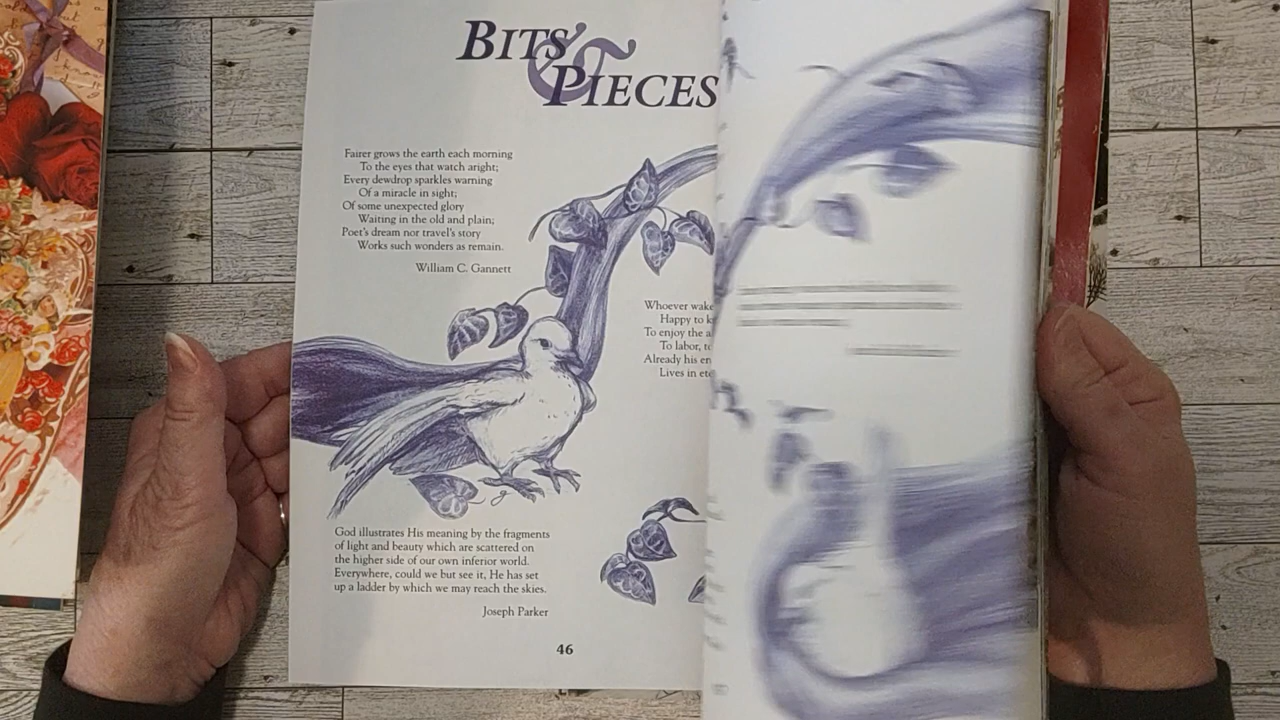 BITS &
PIECES
Fairer grows the earth each morning
To the eyes that watch aright;
Every dewdrop sparkles warning
Of a miracle in sight;
Of some unexpected glory
Waiting in the old and plain;
Poet's dream nor travel's story
Works such wonders as remain.
William C. Gannett
Whoever wake
Happy to
To enjoy the
To labor,
Already his
Lives in
God illustrates His meaning by the fragments
of light and beauty which are scattered on
the higher side of our own inferior world.
Everywhere, could we but see it, He has set
up a ladder by which we may reach the skies.
Joseph Parker
46